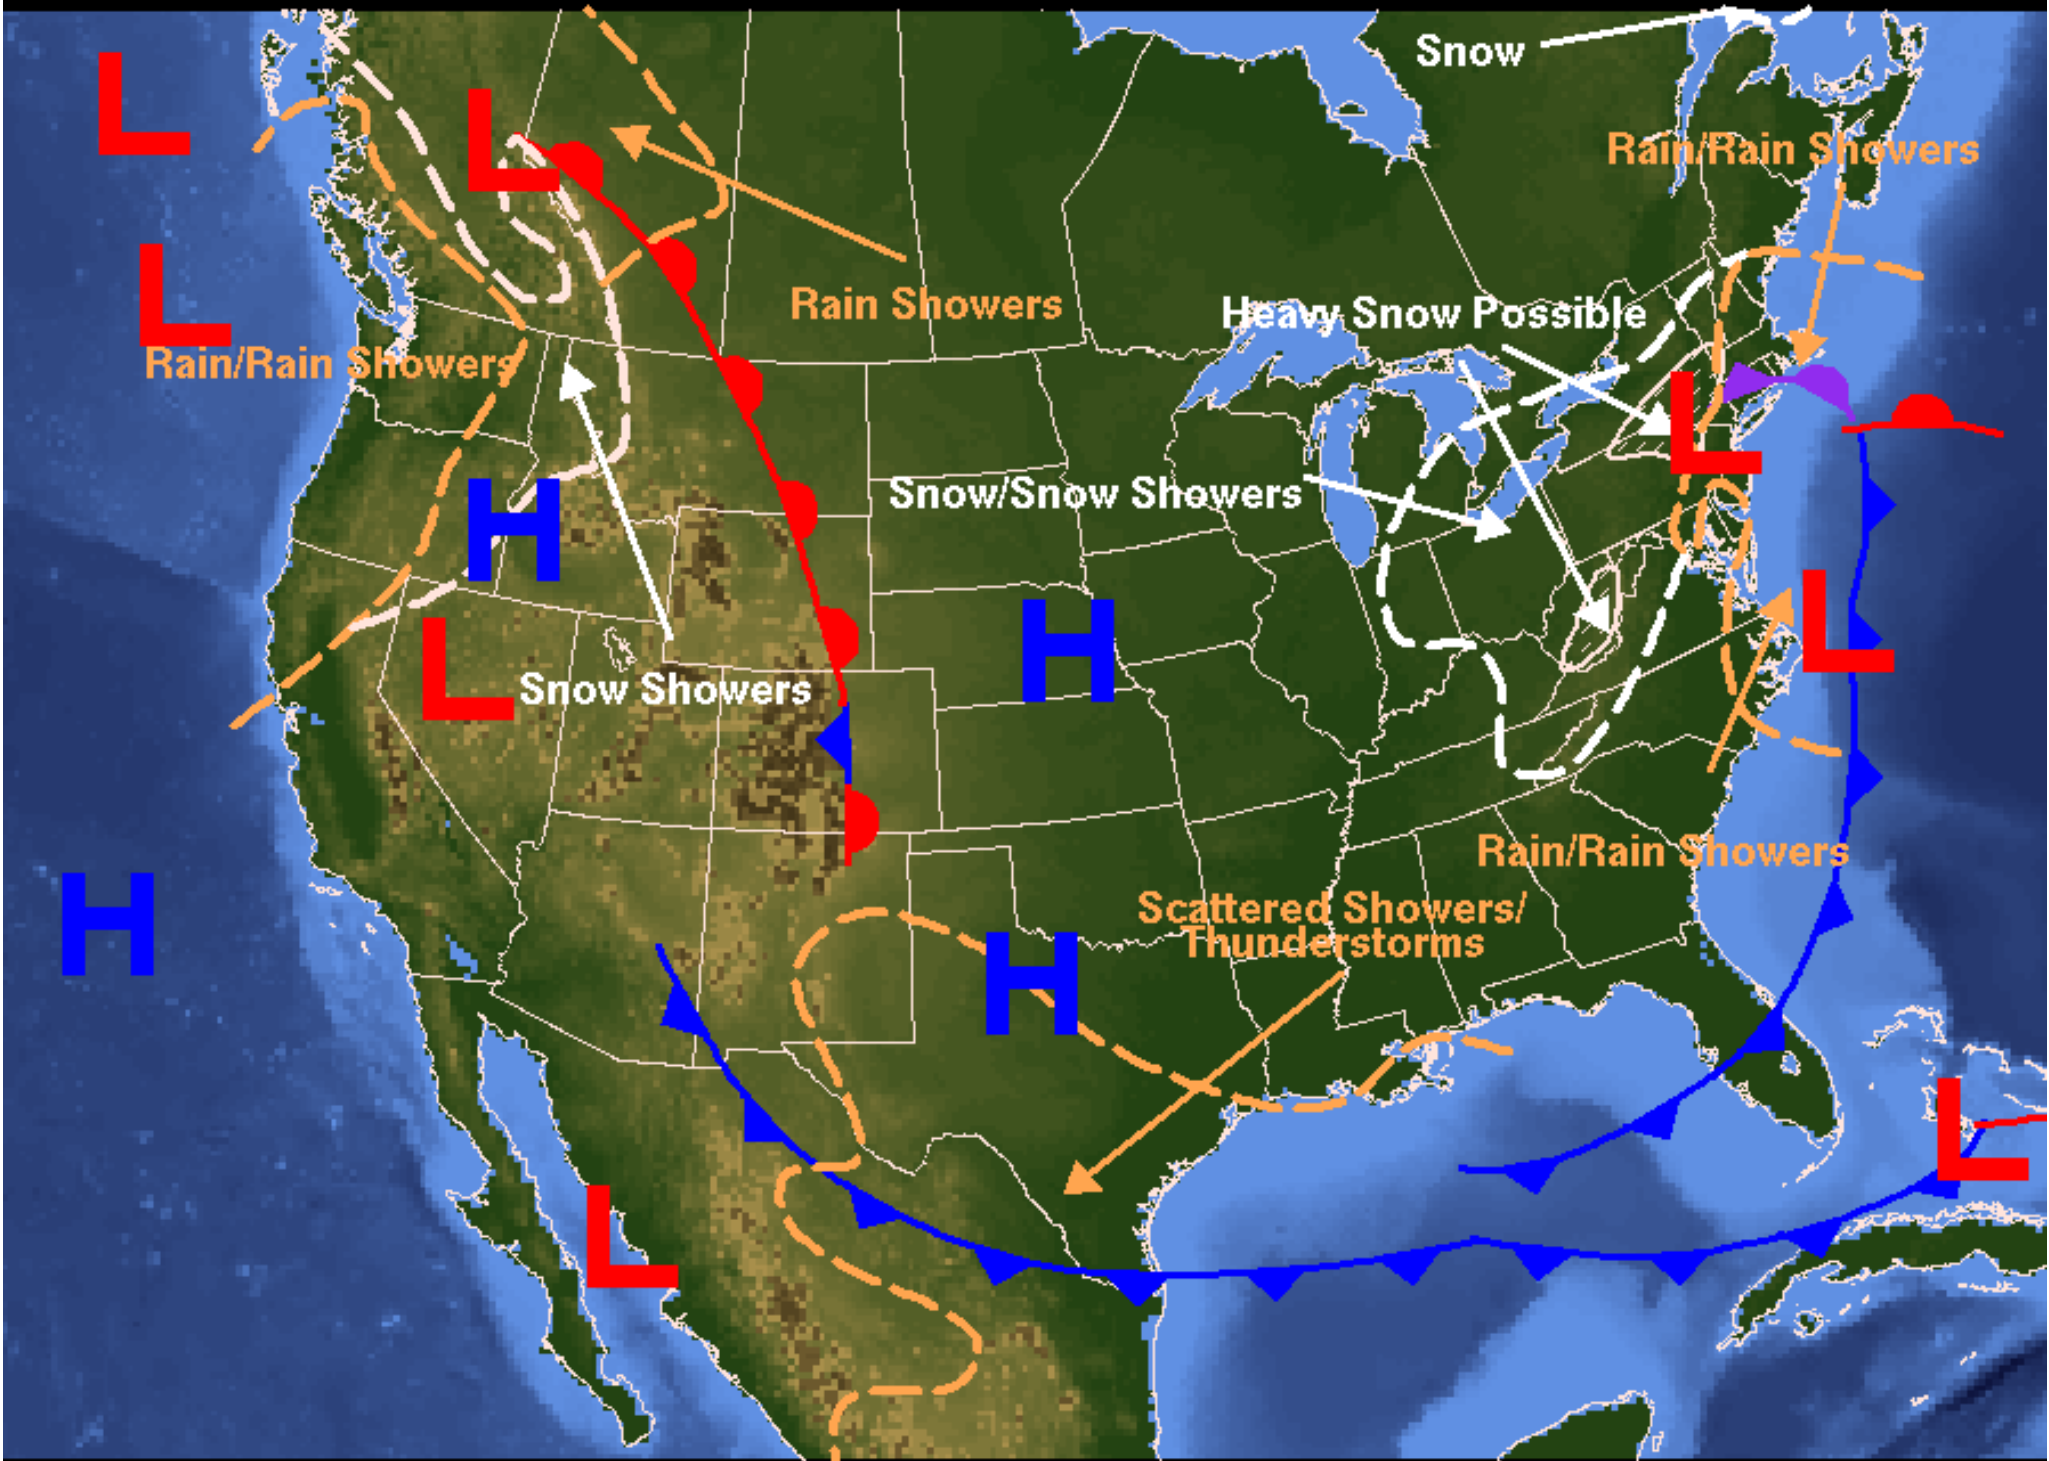 Snow
L
L
Rain/Rain Showers
L
Rain Showers
Heavy Snow Possible
Rain/Rain Showers
L
H
Snow/Snow Showers
L
H
L
Snow Showers
H
Rain/Rain Showers
H
Scattered Showers/
Thunderstorms
H
L
L